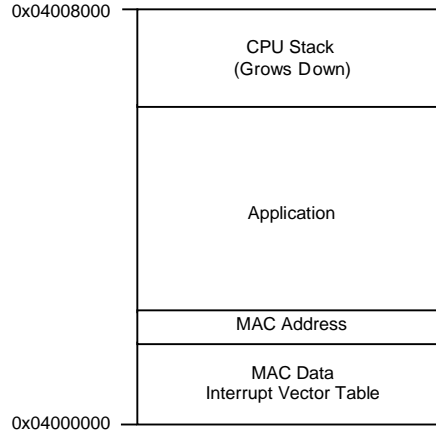 0x04008000
CPU Stack
(Grows Down)
Application
MAC Address
MAC Data
Interrupt Vector Table
0x04000000